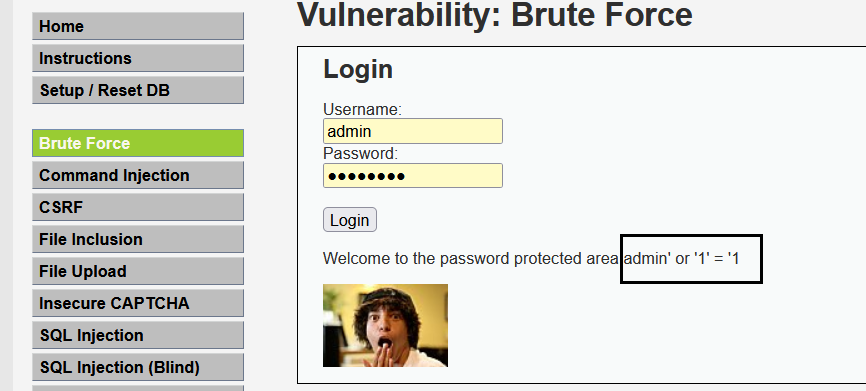 Home
Instructions
Setup / Reset DB
Brute Force
Command Injection
CSRF
File Inclusion
File Upload
Insecure CAPTCHA
SQL Injection
SQL Injection (Blind)
Vulnerability: Brute Force
Login
Username:
admin
Password:
●●●●●●●●
Login
Welcome to the password protected area admin' or '1' = '1